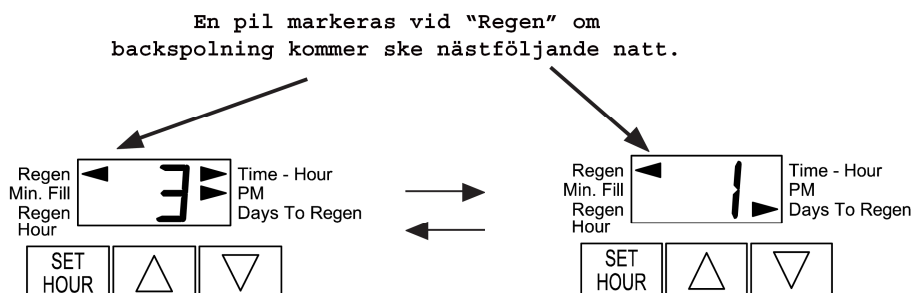 En pil markeras vid “Regen” om
backspolning kommer ske nästföljande natt.
Regen
Min. Fill
Regen
Hour
3
Time - Hour
PM
Days To Regen
SET
HOUR
Regen
Min. Fill
Regen
Hour
1
Time - Hour
PM
Days To Regen
SET
HOUR